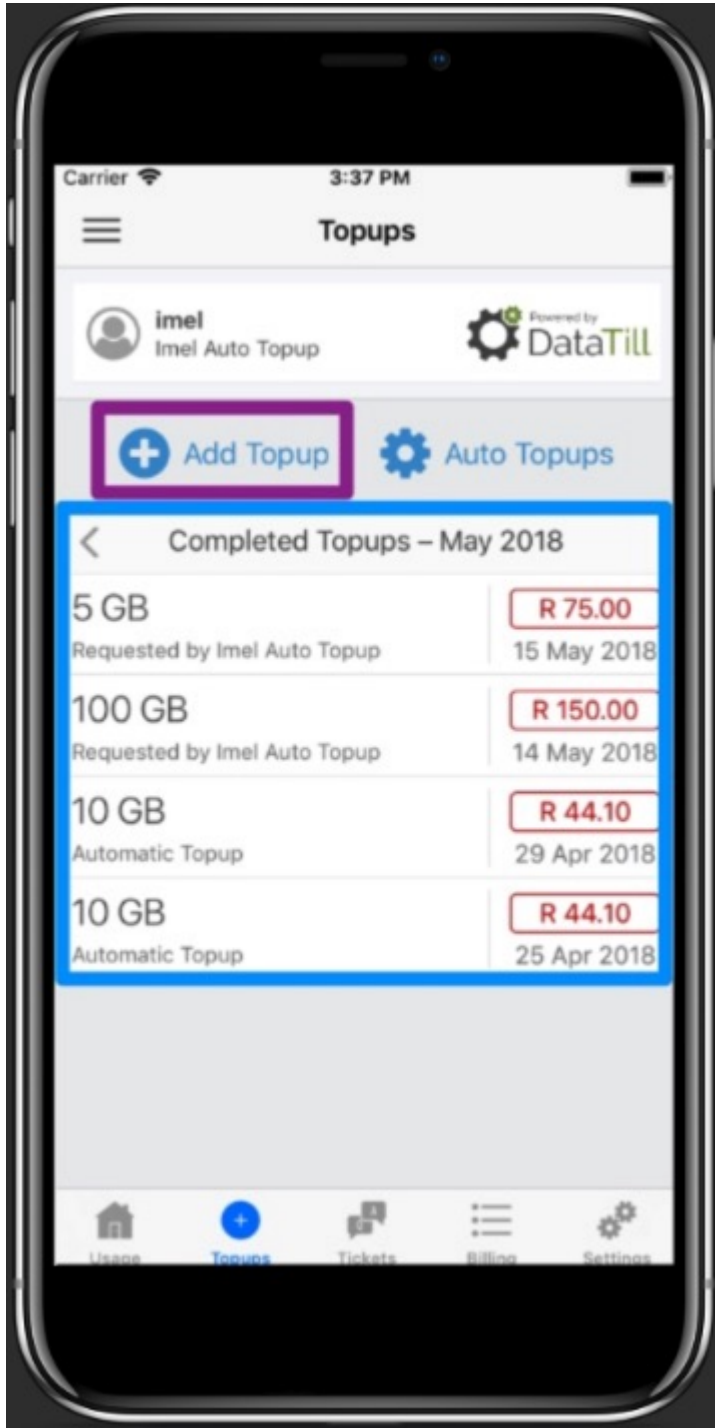 Carrier 3:37 PM
Topups
imel
Imel Auto Topup
Powered by
DataTill
Add Topup Auto Topups
Completed Topups – May 2018
5 GB R 75.00
Requested by Imel Auto Topup 15 May 2018
100 GB R 150.00
Requested by Imel Auto Topup 14 May 2018
10 GB R 44.10
Automatic Topup 29 Apr 2018
10 GB R 44.10
Automatic Topup 25 Apr 2018
Usage Topups Tickets Billing Settings